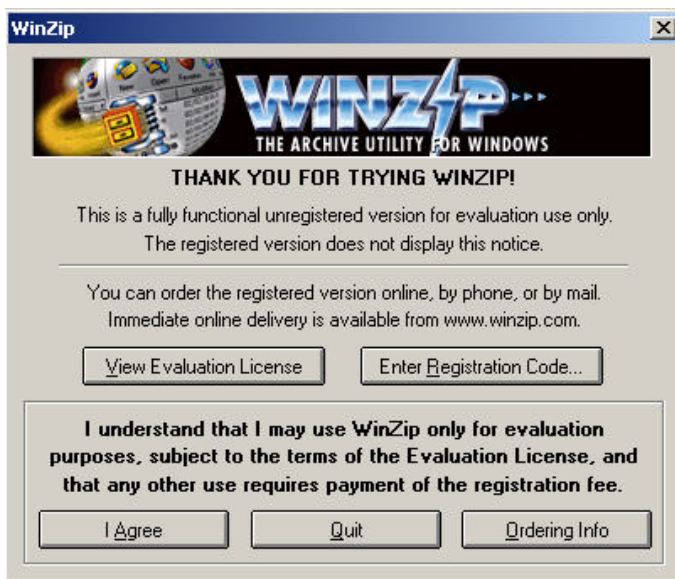 WinZip
WINZIP
THE ARCHIVE UTILITY FOR WINDOWS
THANK YOU FOR TRYING WINZIP!
This is a fully functional unregistered version for evaluation use only.
The registered version does not display this notice.
You can order the registered version online, by phone, or by mail.
Immediate online delivery is available from www.winzip.com.
View Evaluation License
Enter Registration Code...
I understand that I may use WinZip only for evaluation
purposes, subject to the terms of the Evaluation License, and
that any other use requires payment of the registration fee.
I Agree
Quit
Ordering Info